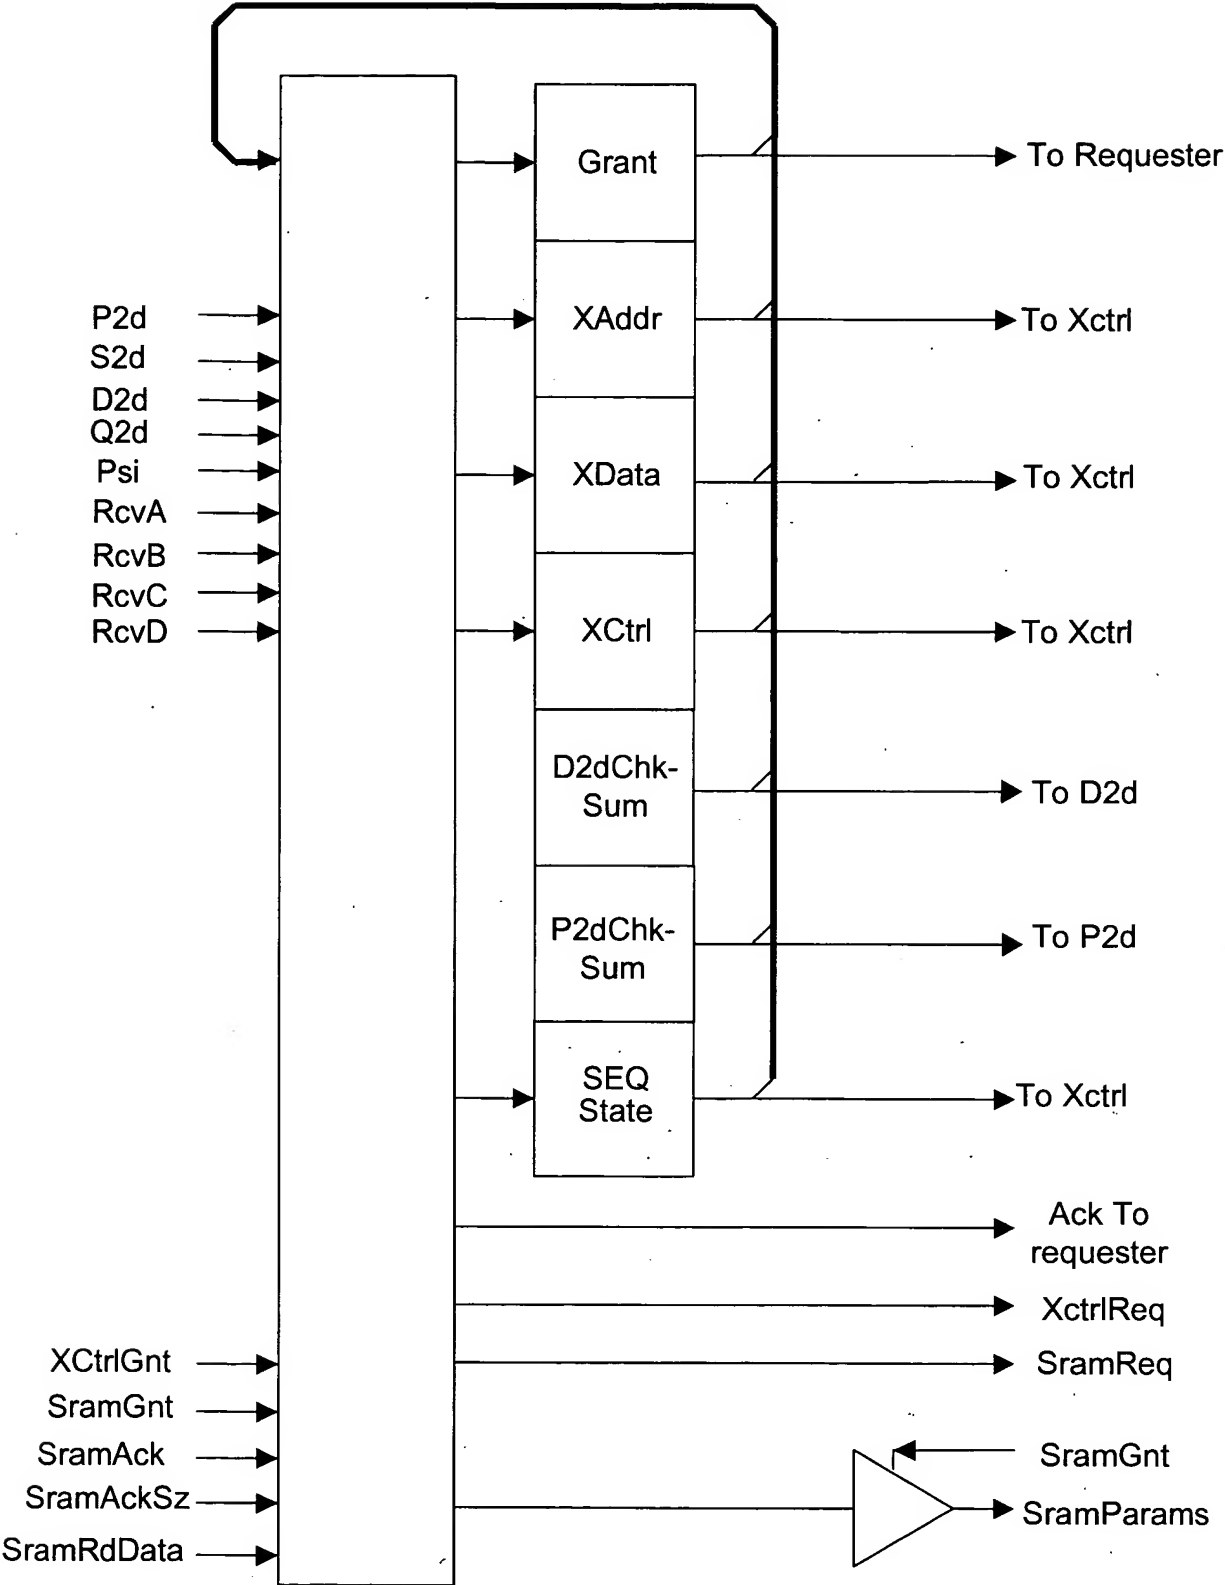 Grant
To Requester
P2d
XAddr
To Xctrl
S2d
D2d
Q2d
Psi
XData
To Xctrl
RcvA
RcvB
RcvC
RcvD
XCtrl
To Xctrl
D2dChk-
Sum
To D2d
P2dChk-
Sum
To P2d
SEQ
State
To Xctrl
Ack To
requester
XctrlReq
XCtrlGnt
SramReq
SramGnt
SramAck
SramGnt
SramAckSz
SramParams
SramRdData